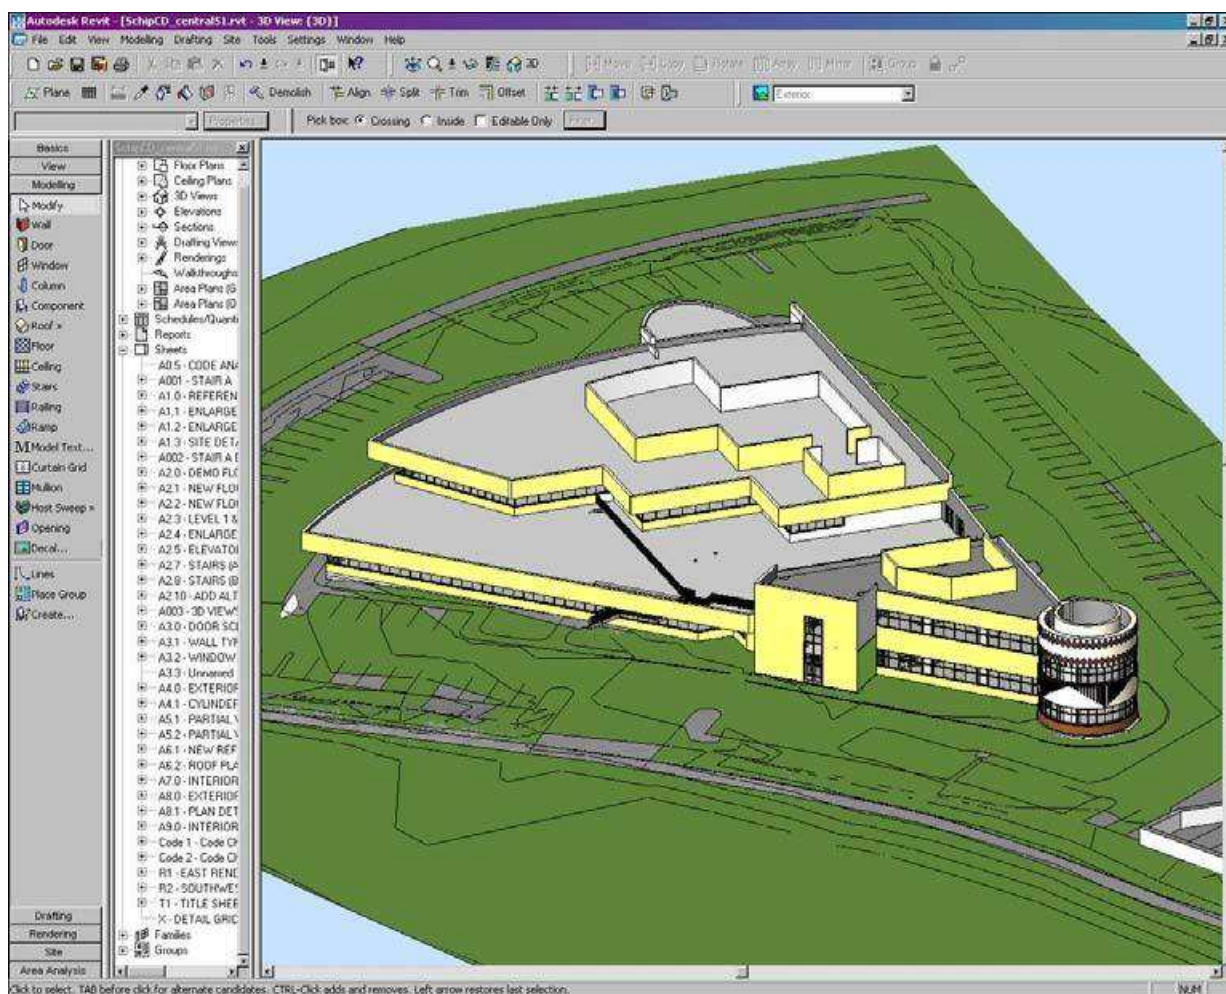 Autodesk Revit - [SchipCD_central51.rvt - 3D View: {3D}]
File Edit View Modelling Drafting Site Tools Settings Window Help
3D Move Copy Rotate Array Mirror Group
Plane Demolish Align Split Trim Offset Exterior
Properties... Pick box: Crossing Inside Editable Only Filter...
Basics
View
Modelling
Modify
Wall
Door
Window
Column
Component
Roof »
Floor
Ceiling
Stairs
Railing
Ramp
Model Text...
Curtain Grid
Mullion
Host Sweep »
Opening
Decal...
Lines
Place Group
Create...
Drafting
Rendering
Site
Area Analysis
Floor Plans
Ceiling Plans
3D Views
Elevations
Sections
Drafting Views
Renderings
Walkthroughs
Area Plans (G
Area Plans (O
Schedules/Quanti
Reports
Sheets
A0.5 - CODE ANA
A001 - STAIR A
A1.0 - REFEREN
A1.1 - ENLARGE
A1.2 - ENLARGE
A1.3 - SITE DETA
A002 - STAIR A D
A2.0 - DEMO FLO
A2.1 - NEW FLO
A2.2 - NEW FLO
A2.3 - LEVEL 1 &
A2.4 - ENLARGE
A2.5 - ELEVATO
A2.7 - STAIRS (A
A2.8 - STAIRS (B
A2.10 - ADD ALT
A003 - 3D VIEWS
A3.0 - DOOR SC
A3.1 - WALL TYP
A3.2 - WINDOW
A3.3 - Unnamed
A4.0 - EXTERIOR
A4.1 - CYLINDER
A5.1 - PARTIAL
A5.2 - PARTIAL
A6.1 - NEW REF
A6.2 - ROOF PLA
A7.0 - INTERIOR
A8.0 - EXTERIOR
A8.1 - PLAN DET
A9.0 - INTERIOR
Code 1 - Code Ch
Code 2 - Code Ch
R1 - EAST REND
R2 - SOUTHWES
T1 - TITLE SHEE
X - DETAIL GRID
Families
Groups
Click to select. TAB before click for alternate candidates. CTRL-Click adds and removes. Left arrow restores last selection. NUM